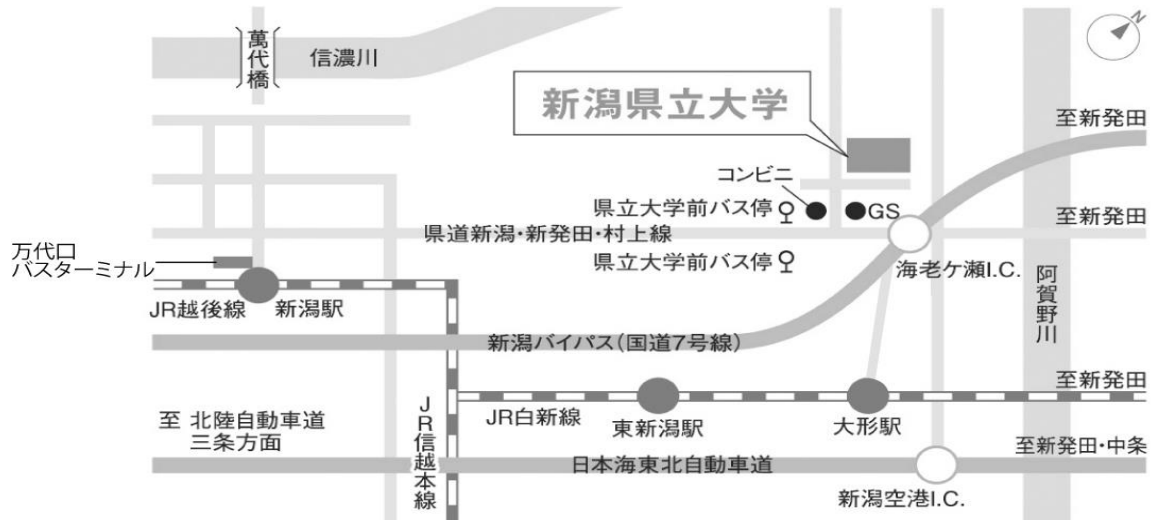 N
萬代橋
信濃川
新潟県立大学
至新発田
コンビニ
県立大学前バス停
GS
至新発田
県道新潟・新発田・村上線
万代口
バスターミナル
県立大学前バス停
海老ケ瀬I.C.
阿賀野川
JR越後線
新潟駅
新潟バイパス(国道7号線)
至新発田
JR白新線
東新潟駅
大形駅
至 北陸自動車道
三条方面
JR信越本線
日本海東北自動車道
至新発田・中条
新潟空港I.C.